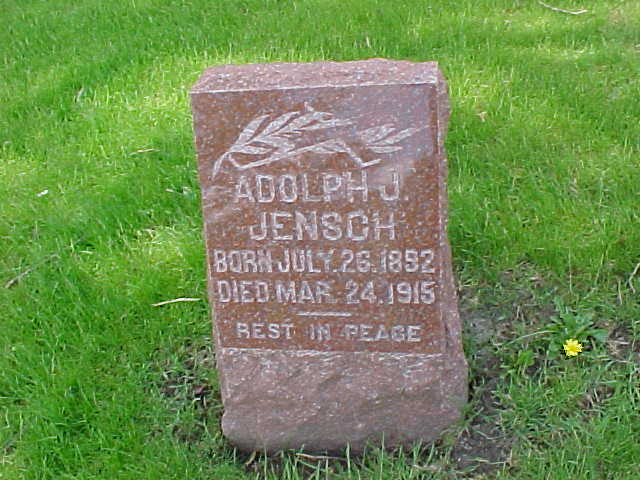 ADOLPH J.
JENSCH
BORN JULY. 26. 1852
DIED MAR. 24. 1915
REST IN PEACE